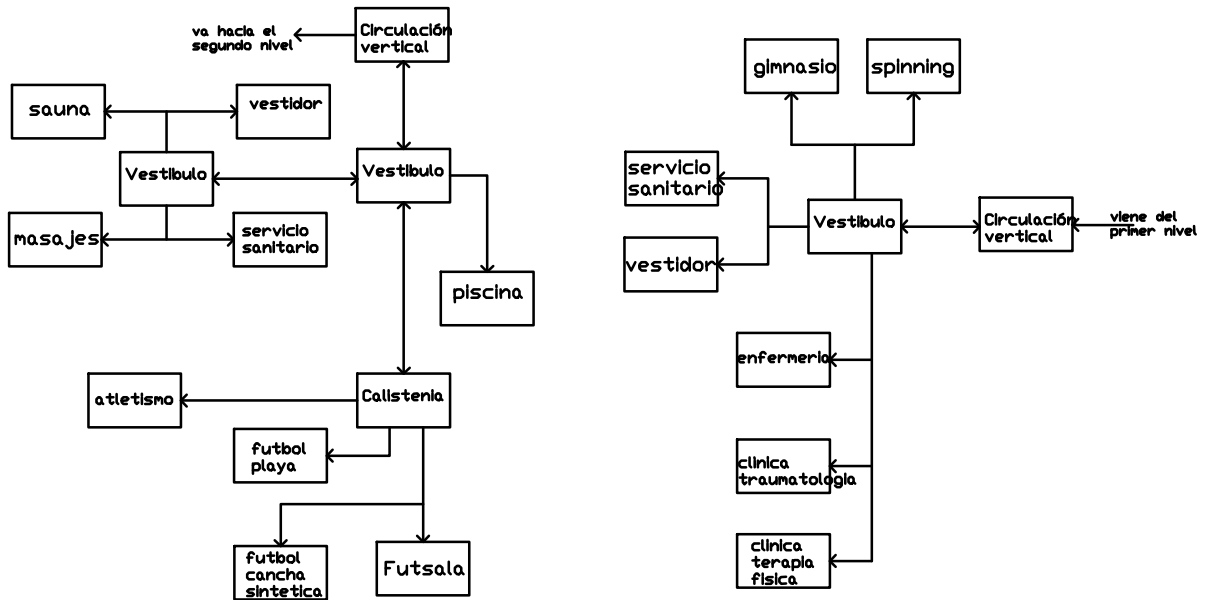 va hacia el
segundo nivel
Circulación
vertical
sauna
vestidor
Vestibulo
Vestibulo
masajes
servicio
sanitario
piscina
atletismo
Calistenia
futbol
playa
futbol
cancha
sintetica
Futsala
gimnasio
spinning
servicio
sanitario
vestidor
Vestibulo
Circulación
vertical
viene del
primer nivel
enfermeria
clinica
traumatologia
clinica
terapia
fisica